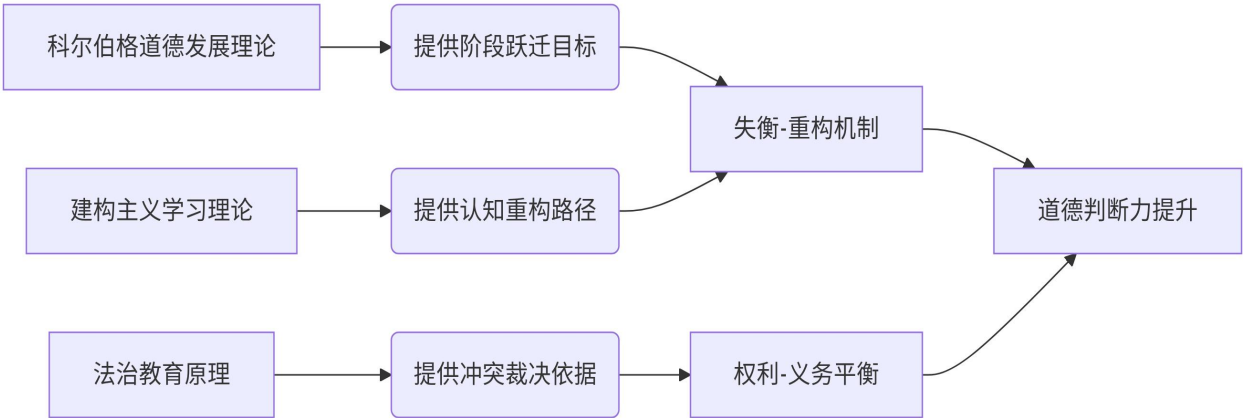 科尔伯格道德发展理论
提供阶段跃迁目标
失衡-重构机制
建构主义学习理论
提供认知重构路径
道德判断力提升
法治教育原理
提供冲突裁决依据
权利-义务平衡